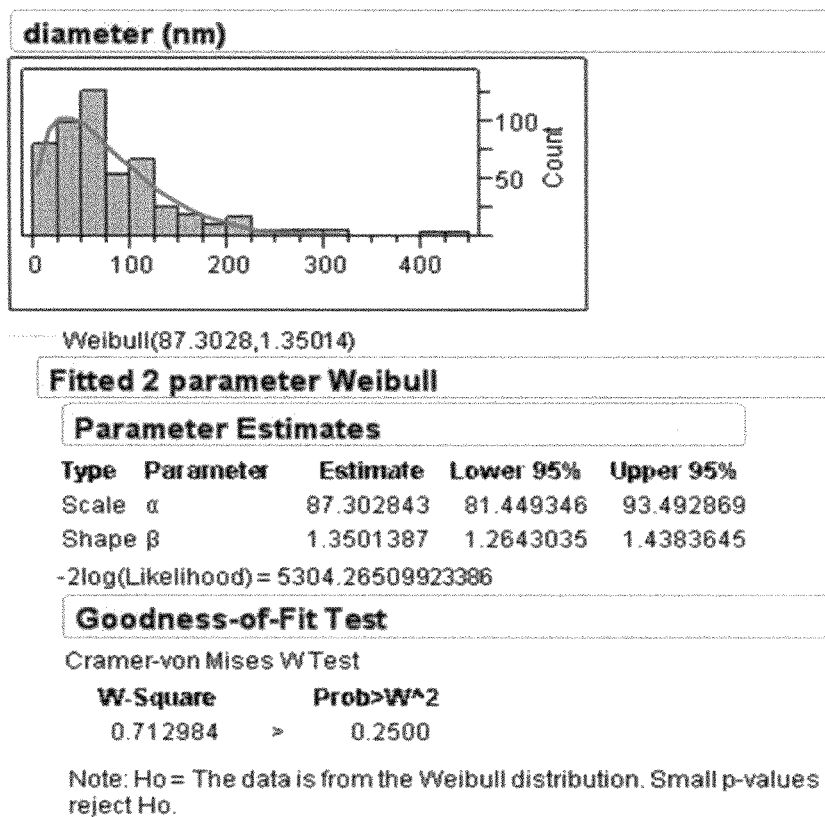 diameter (nm)
100
50
Count
0 100 200 300 400
Weibull(87.3028,1.35014)
Fitted 2 parameter Weibull
Parameter Estimates
Type Parameter Estimate Lower 95% Upper 95%
Scale α 87.302843 81.449346 93.492869
Shape β 1.3501387 1.2643035 1.4383645
-2log(Likelihood) = 5304.26509923386
Goodness-of-Fit Test
Cramer-von Mises W Test
W-Square Prob>W^2
0.712984 > 0.2500
Note: Ho = The data is from the Weibull distribution. Small p-values
reject Ho.